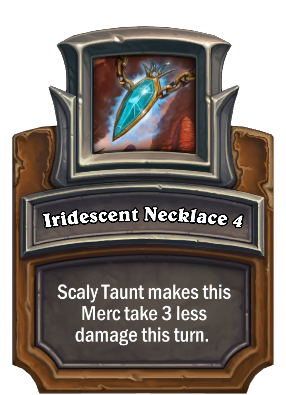 Iridescent Necklace 4
Scaly Taunt makes this
Merc take 3 less
damage this turn.